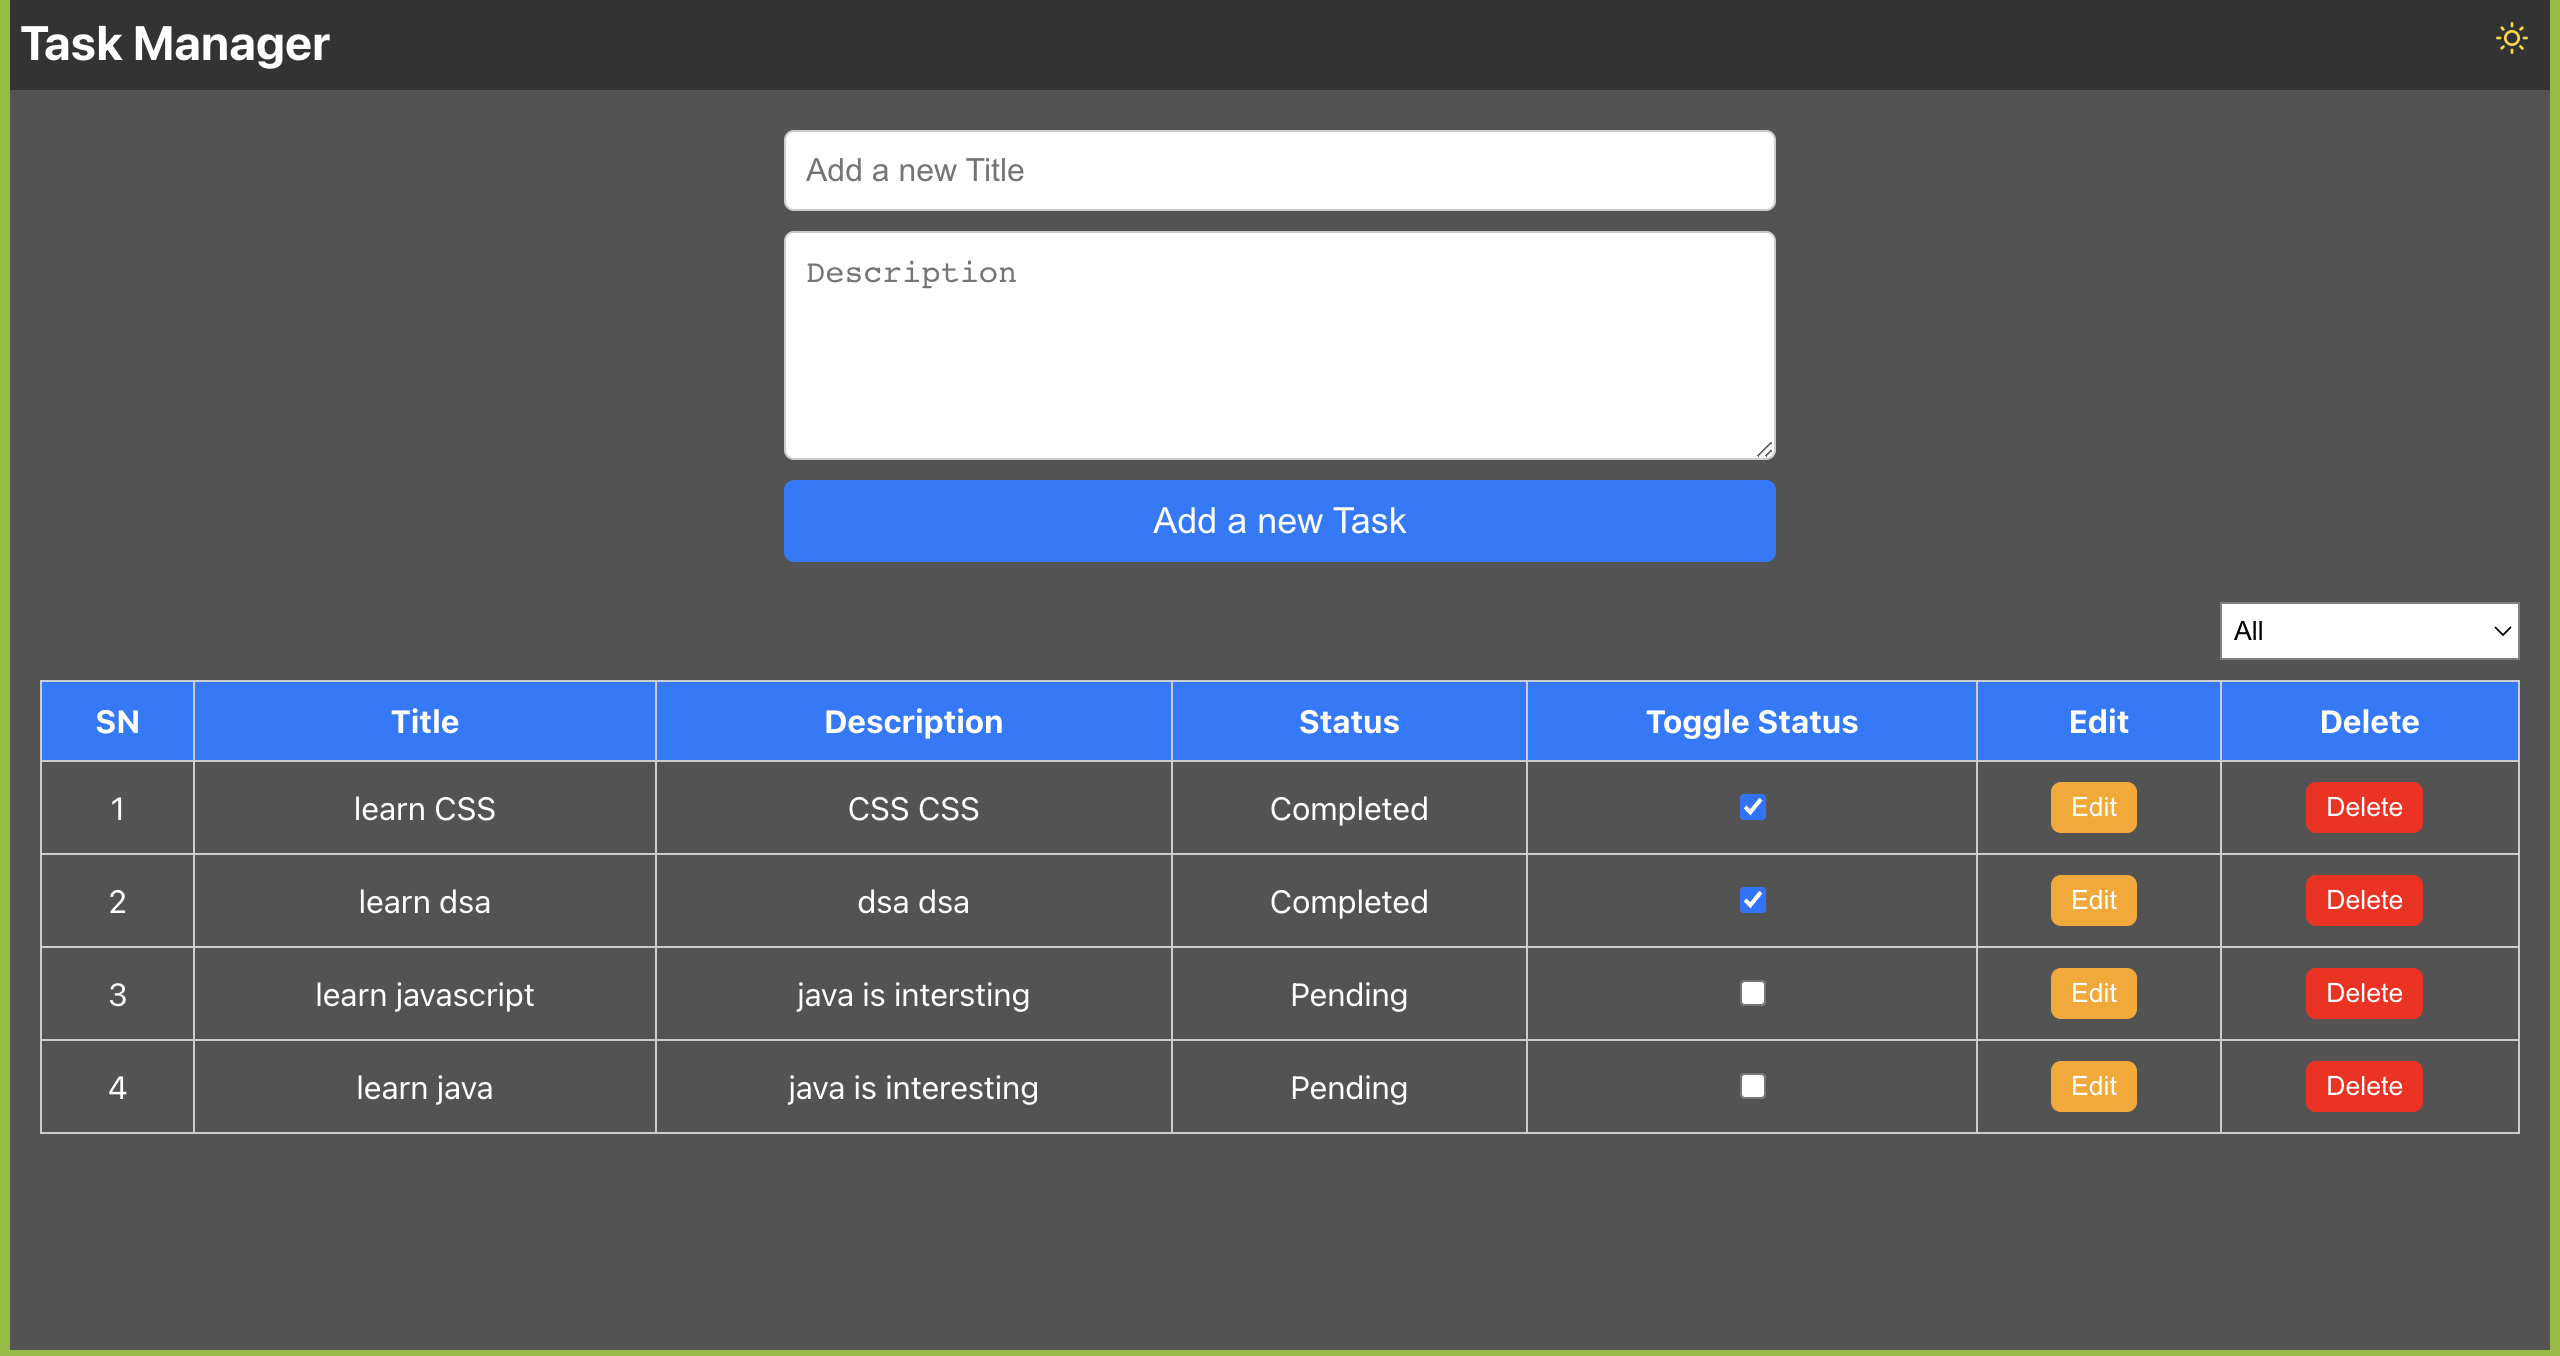 Task Manager
Add a new Title
Description
Add a new Task
All
SN Title Description Status Toggle Status Edit Delete
1 learn CSS CSS CSS Completed Edit Delete
2 learn dsa dsa dsa Completed Edit Delete
3 learn javascript java is intersting Pending Edit Delete
4 learn java java is interesting Pending Edit Delete